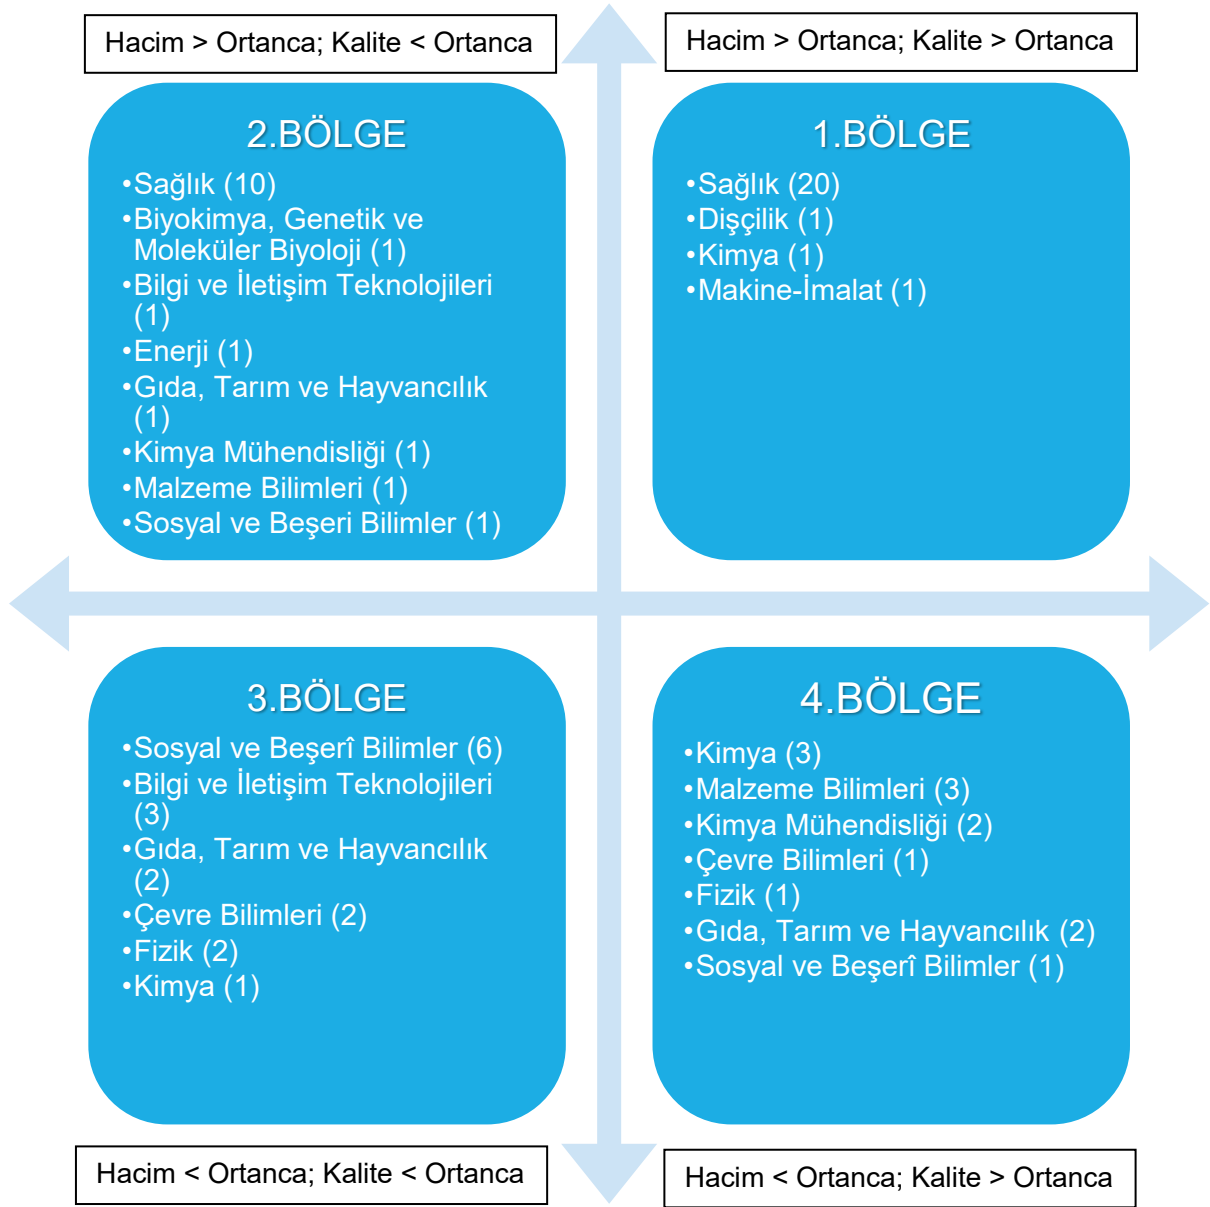 Hacim > Ortanca; Kalite < Ortanca
Hacim > Ortanca; Kalite > Ortanca
2.BÖLGE
•Sağlık (10)
•Biyokimya, Genetik ve
Moleküler Biyoloji (1)
•Bilgi ve İletişim Teknolojileri
(1)
•Enerji (1)
•Gıda, Tarım ve Hayvancılık
(1)
•Kimya Mühendisliği (1)
•Malzeme Bilimleri (1)
•Sosyal ve Beşeri Bilimler (1)
1.BÖLGE
•Sağlık (20)
•Dişçilik (1)
•Kimya (1)
•Makine-İmalat (1)
3.BÖLGE
•Sosyal ve Beşerî Bilimler (6)
•Bilgi ve İletişim Teknolojileri
(3)
•Gıda, Tarım ve Hayvancılık
(2)
•Çevre Bilimleri (2)
•Fizik (2)
•Kimya (1)
4.BÖLGE
•Kimya (3)
•Malzeme Bilimleri (3)
•Kimya Mühendisliği (2)
•Çevre Bilimleri (1)
•Fizik (1)
•Gıda, Tarım ve Hayvancılık (2)
•Sosyal ve Beşerî Bilimler (1)
Hacim < Ortanca; Kalite < Ortanca
Hacim < Ortanca; Kalite > Ortanca